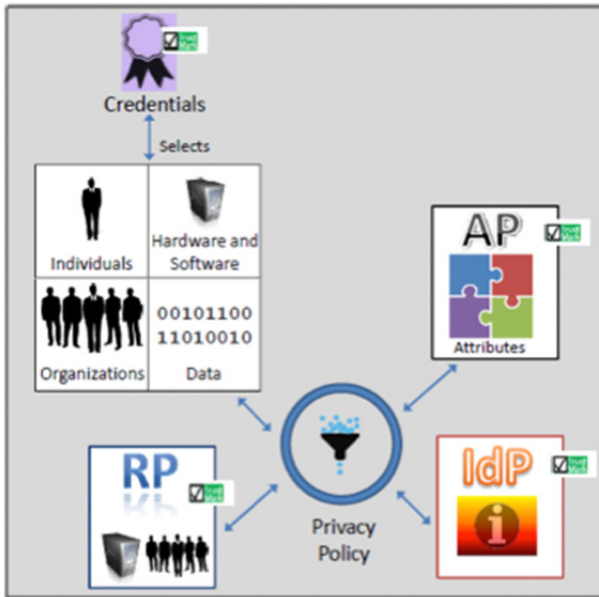 Credentials
Selects
Individuals
Hardware and
Software
Organizations
00101100
11010010
Data
AP
Attributes
RP
IdP
i
Privacy
Policy